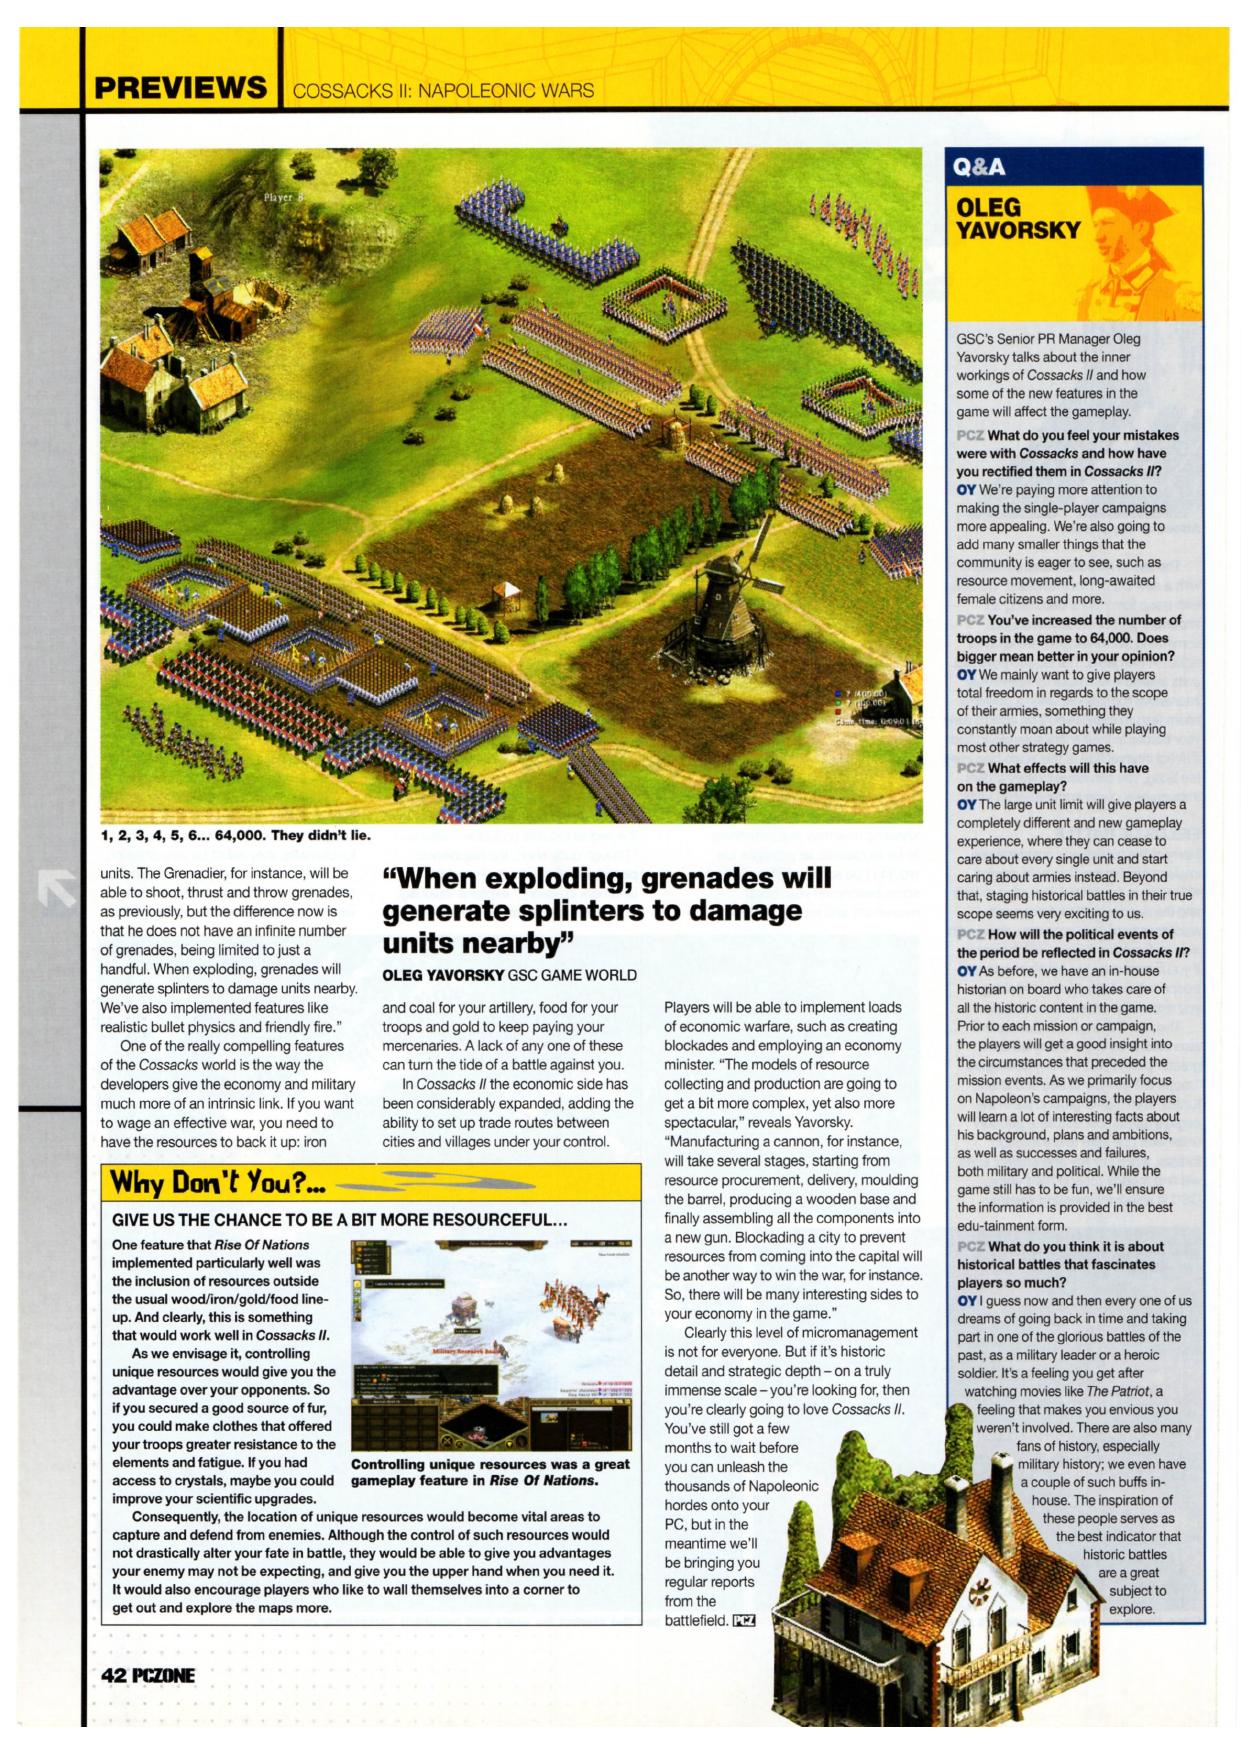 PREVIEWS
COSSACKS II: NAPOLEONIC WARS
Player 8
1, 2, 3, 4, 5, 6... 64,000. They didn't lie.
units. The Grenadier, for instance, will be
able to shoot, thrust and throw grenades,
as previously, but the difference now is
that he does not have an infinite number
of grenades, being limited to just a
handful. When exploding, grenades will
generate splinters to damage units nearby.
We've also implemented features like
realistic bullet physics and friendly fire."
One of the really compelling features
of the Cossacks world is the way the
developers give the economy and military
much more of an intrinsic link. If you want
to wage an effective war, you need to
have the resources to back it up: iron
"When exploding, grenades will
generate splinters to damage
units nearby"
OLEG YAVORSKY GSC GAME WORLD
and coal for your artillery, food for your
troops and gold to keep paying your
mercenaries. A lack of any one of these
can turn the tide of a battle against you.
In Cossacks II the economic side has
been considerably expanded, adding the
ability to set up trade routes between
cities and villages under your control.
Players will be able to implement loads
of economic warfare, such as creating
blockades and employing an economy
minister. "The models of resource
collecting and production are going to
get a bit more complex, yet also more
spectacular," reveals Yavorsky.
"Manufacturing a cannon, for instance,
will take several stages, starting from
resource procurement, delivery, moulding
the barrel, producing a wooden base and
finally assembling all the components into
a new gun. Blockading a city to prevent
resources from coming into the capital will
be another way to win the war, for instance.
So, there will be many interesting sides to
your economy in the game."
Clearly this level of micromanagement
is not for everyone. But if it's historic
detail and strategic depth – on a truly
immense scale – you're looking for, then
you're clearly going to love Cossacks II.
You've still got a few
months to wait before
you can unleash the
thousands of Napoleonic
hordes onto your
PC, but in the
meantime we'll
be bringing you
regular reports
from the
battlefield. PCZ
Why Don't You?...
GIVE US THE CHANCE TO BE A BIT MORE RESOURCEFUL...
One feature that Rise Of Nations
implemented particularly well was
the inclusion of resources outside
the usual wood/iron/gold/food line-
up. And clearly, this is something
that would work well in Cossacks II.
As we envisage it, controlling
unique resources would give you the
advantage over your opponents. So
if you secured a good source of fur,
you could make clothes that offered
your troops greater resistance to the
elements and fatigue. If you had
access to crystals, maybe you could
improve your scientific upgrades.
Consequently, the location of unique resources would become vital areas to
capture and defend from enemies. Although the control of such resources would
not drastically alter your fate in battle, they would be able to give you advantages
your enemy may not be expecting, and give you the upper hand when you need it.
It would also encourage players who like to wall themselves into a corner to
get out and explore the maps more.
Controlling unique resources was a great
gameplay feature in Rise Of Nations.
Q&A
OLEG
YAVORSKY
GSC's Senior PR Manager Oleg
Yavorsky talks about the inner
workings of Cossacks II and how
some of the new features in the
game will affect the gameplay.
PCZ What do you feel your mistakes
were with Cossacks and how have
you rectified them in Cossacks II?
OY We're paying more attention to
making the single-player campaigns
more appealing. We're also going to
add many smaller things that the
community is eager to see, such as
resource movement, long-awaited
female citizens and more.
PCZ You've increased the number of
troops in the game to 64,000. Does
bigger mean better in your opinion?
OY We mainly want to give players
total freedom in regards to the scope
of their armies, something they
constantly moan about while playing
most other strategy games.
PCZ What effects will this have
on the gameplay?
OY The large unit limit will give players a
completely different and new gameplay
experience, where they can cease to
care about every single unit and start
caring about armies instead. Beyond
that, staging historical battles in their true
scope seems very exciting to us.
PCZ How will the political events of
the period be reflected in Cossacks II?
OY As before, we have an in-house
historian on board who takes care of
all the historic content in the game.
Prior to each mission or campaign,
the players will get a good insight into
the circumstances that preceded the
mission events. As we primarily focus
on Napoleon's campaigns, the players
will learn a lot of interesting facts about
his background, plans and ambitions,
as well as successes and failures,
both military and political. While the
game still has to be fun, we'll ensure
the information is provided in the best
edu-tainment form.
PCZ What do you think it is about
historical battles that fascinates
players so much?
OY I guess now and then every one of us
dreams of going back in time and taking
part in one of the glorious battles of the
past, as a military leader or a heroic
soldier. It's a feeling you get after
watching movies like The Patriot, a
feeling that makes you envious you
weren't involved. There are also many
fans of history, especially
military history; we even have
a couple of such buffs in-
house. The inspiration of
these people serves as
the best indicator that
historic battles
are a great
subject to
explore.
42 PCZONE